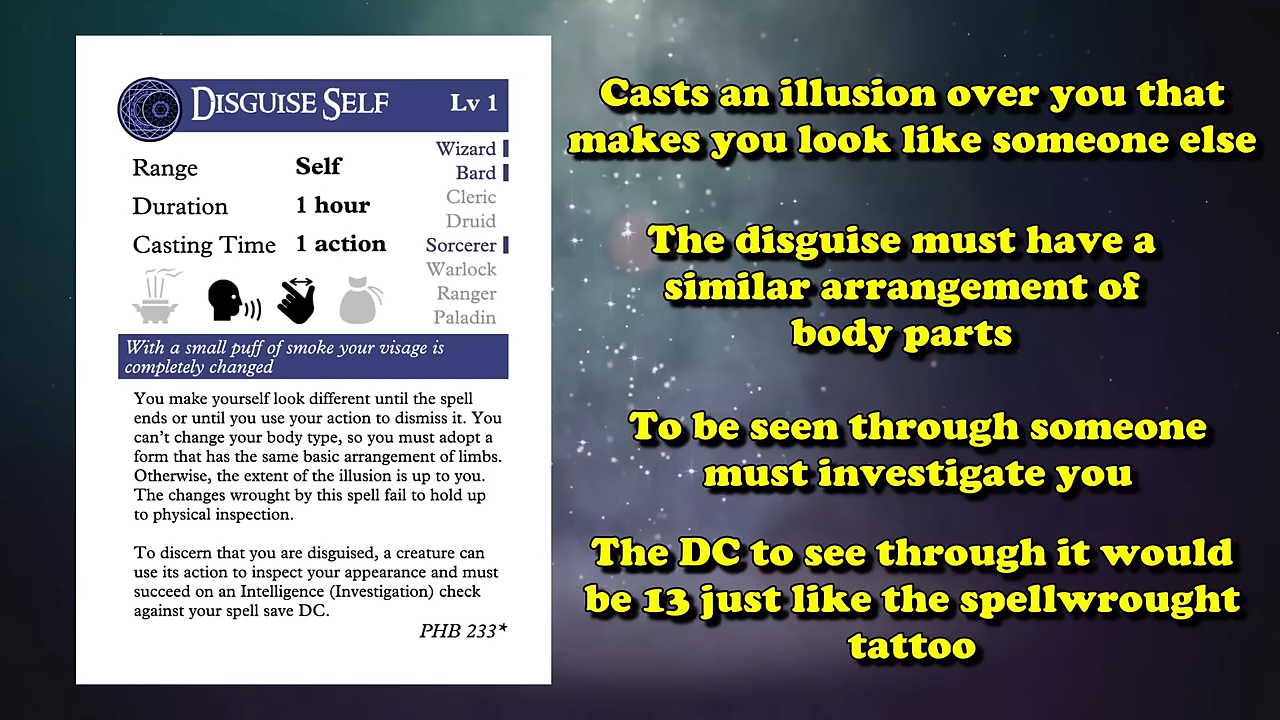 DISGUISE SELF Lv 1
Range Self
Duration 1 hour
Casting Time 1 action
Wizard
Bard
Cleric
Druid
Sorcerer
Warlock
Ranger
Paladin
With a small puff of smoke your visage is
completely changed
You make yourself look different until the spell
ends or until you use your action to dismiss it. You
can't change your body type, so you must adopt a
form that has the same basic arrangement of limbs.
Otherwise, the extent of the illusion is up to you.
The changes wrought by this spell fail to hold up
to physical inspection.
To discern that you are disguised, a creature can
use its action to inspect your appearance and must
succeed on an Intelligence (Investigation) check
against your spell save DC.
PHB 233*
Casts an illusion over you that
makes you look like someone else
The disguise must have a
similar arrangement of
body parts
To be seen through someone
must investigate you
The DC to see through it would
be 13 just like the spellwrought
tattoo